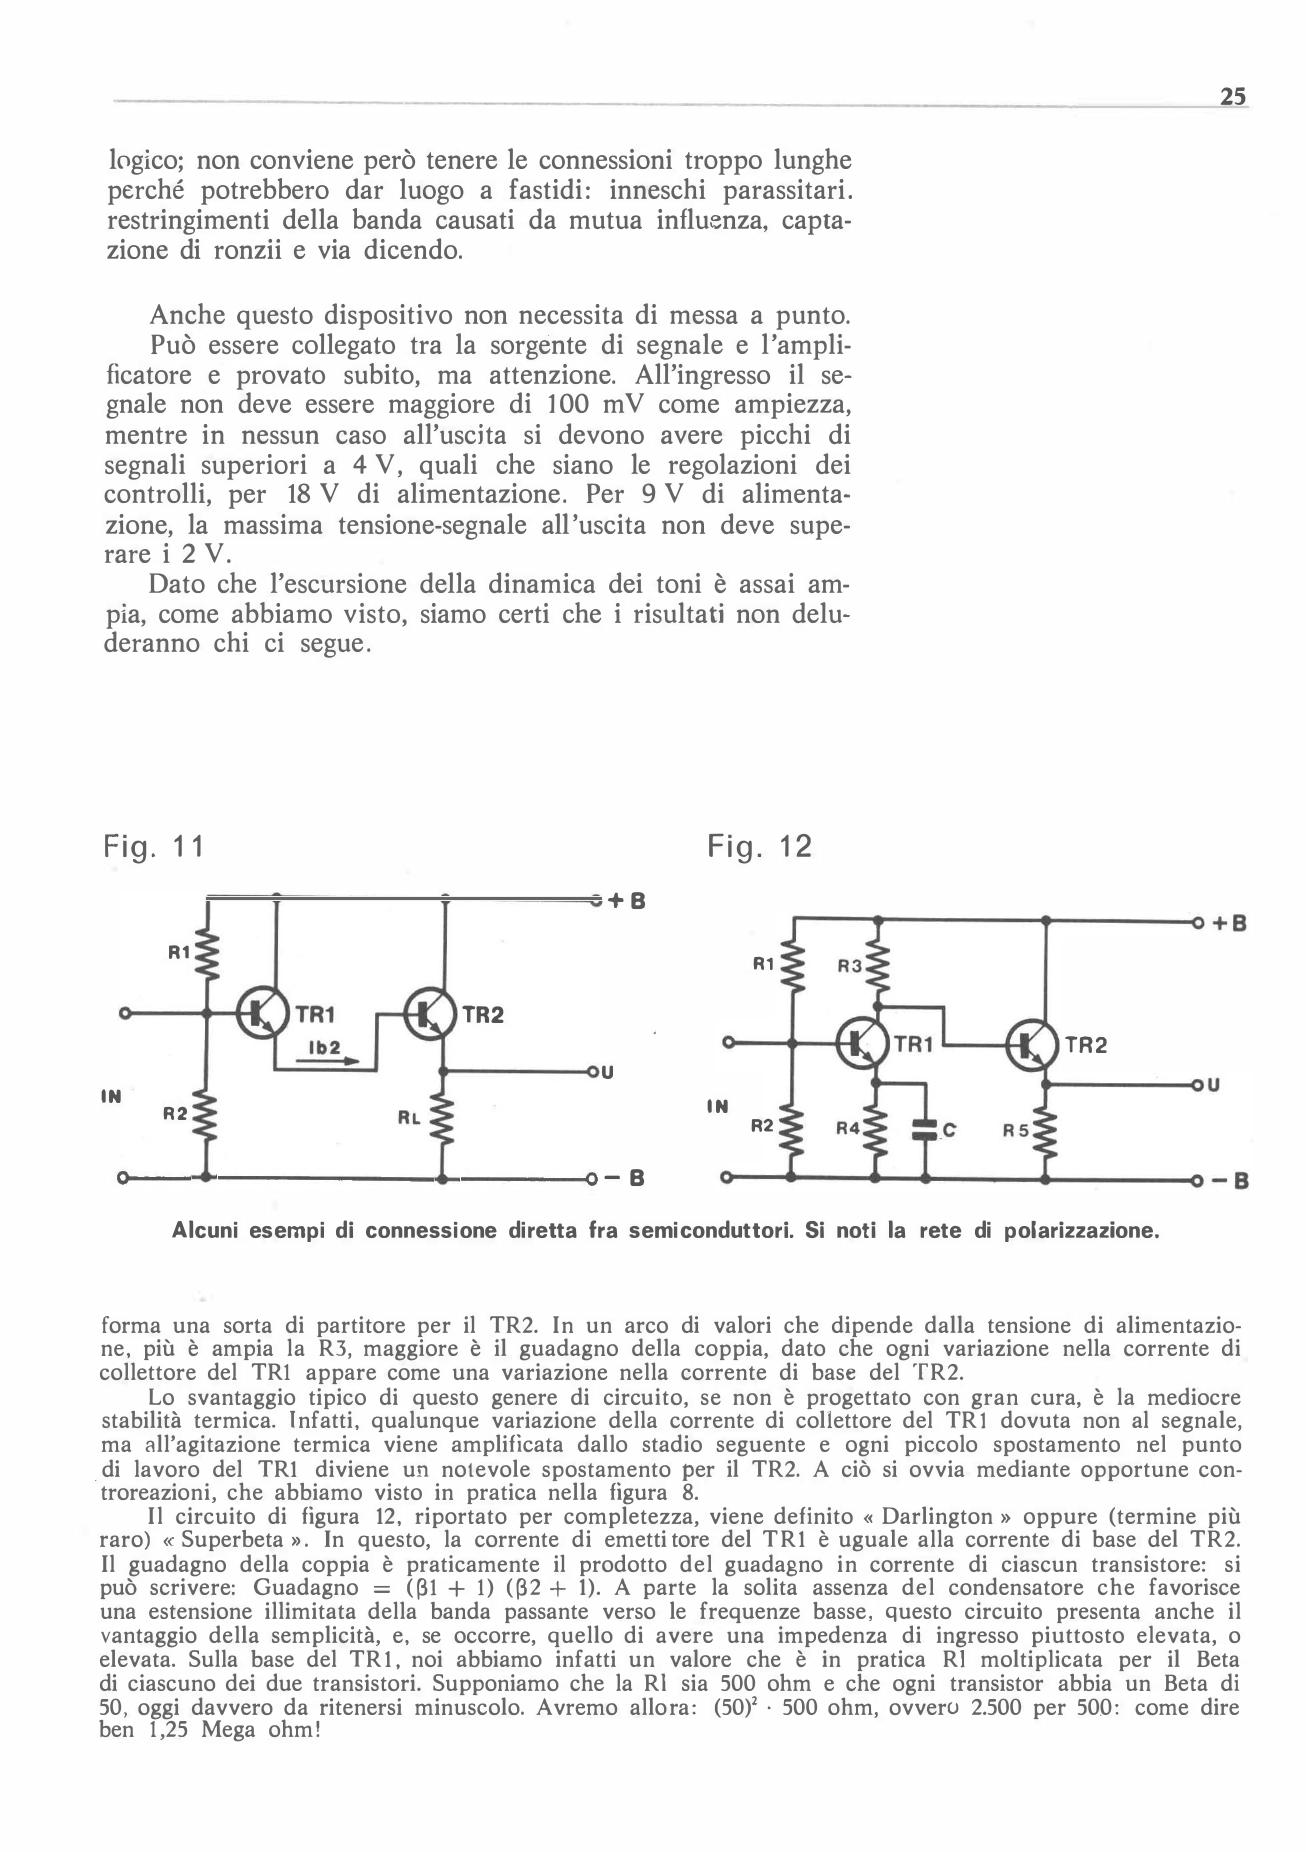 25
logico; non conviene però tenere le connessioni troppo lunghe
perché potrebbero dar luogo a fastidi: inneschi parassitari.
restringimenti della banda causati da mutua influenza, capta-
zione di ronzii e via dicendo.
Anche questo dispositivo non necessita di messa a punto.
Può essere collegato tra la sorgente di segnale e l'ampli-
ficatore e provato subito, ma attenzione. All'ingresso il se-
gnale non deve essere maggiore di 100 mV come ampiezza,
mentre in nessun caso all'uscita si devono avere picchi di
segnali superiori a 4 V, quali che siano le regolazioni dei
controlli, per 18 V di alimentazione. Per 9 V di alimenta-
zione, la massima tensione-segnale all'uscita non deve supe-
rare i 2 V.
Dato che l'escursione della dinamica dei toni è assai am-
pia, come abbiamo visto, siamo certi che i risultati non delu-
deranno chi ci segue.
Fig. 11
+ B
R1
TR1
TR2
Ib2
U
IN
R2
RL
– B
Fig. 12
+ B
R1
R3
TR1
TR2
U
IN
R2
R4
C
R5
– B
Alcuni esempi di connessione diretta fra semiconduttori. Si noti la rete di polarizzazione.
forma una sorta di partitore per il TR2. In un arco di valori che dipende dalla tensione di alimentazio-
ne, più è ampia la R3, maggiore è il guadagno della coppia, dato che ogni variazione nella corrente di
collettore del TR1 appare come una variazione nella corrente di base del TR2.
Lo svantaggio tipico di questo genere di circuito, se non è progettato con gran cura, è la mediocre
stabilità termica. Infatti, qualunque variazione della corrente di collettore del TR1 dovuta non al segnale,
ma all'agitazione termica viene amplificata dallo stadio seguente e ogni piccolo spostamento nel punto
di lavoro del TR1 diviene un notevole spostamento per il TR2. A ciò si ovvia mediante opportune con-
troreazioni, che abbiamo visto in pratica nella figura 8.
Il circuito di figura 12, riportato per completezza, viene definito « Darlington » oppure (termine più
raro) « Superbeta ». In questo, la corrente di emettitore del TR1 è uguale alla corrente di base del TR2.
Il guadagno della coppia è praticamente il prodotto del guadagno in corrente di ciascun transistore: si
può scrivere: Guadagno = (β1 + 1) (β2 + 1). A parte la solita assenza del condensatore che favorisce
una estensione illimitata della banda passante verso le frequenze basse, questo circuito presenta anche il
vantaggio della semplicità, e, se occorre, quello di avere una impedenza di ingresso piuttosto elevata, o
elevata. Sulla base del TR1, noi abbiamo infatti un valore che è in pratica Rl moltiplicata per il Beta
di ciascuno dei due transistori. Supponiamo che la Rl sia 500 ohm e che ogni transistor abbia un Beta di
50, oggi davvero da ritenersi minuscolo. Avremo allora: (50)² · 500 ohm, ovvero 2.500 per 500: come dire
ben 1,25 Mega ohm!